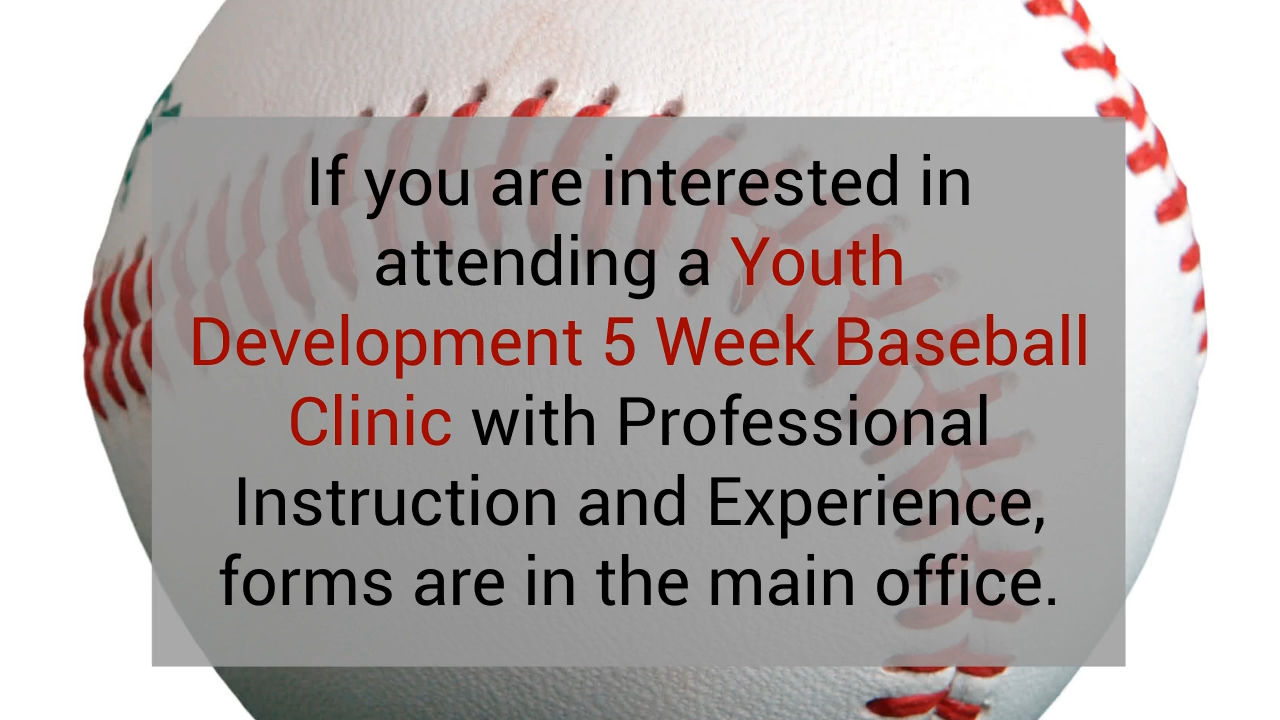 If you are interested in
attending a Youth
Development 5 Week Baseball
Clinic with Professional
Instruction and Experience,
forms are in the main office.